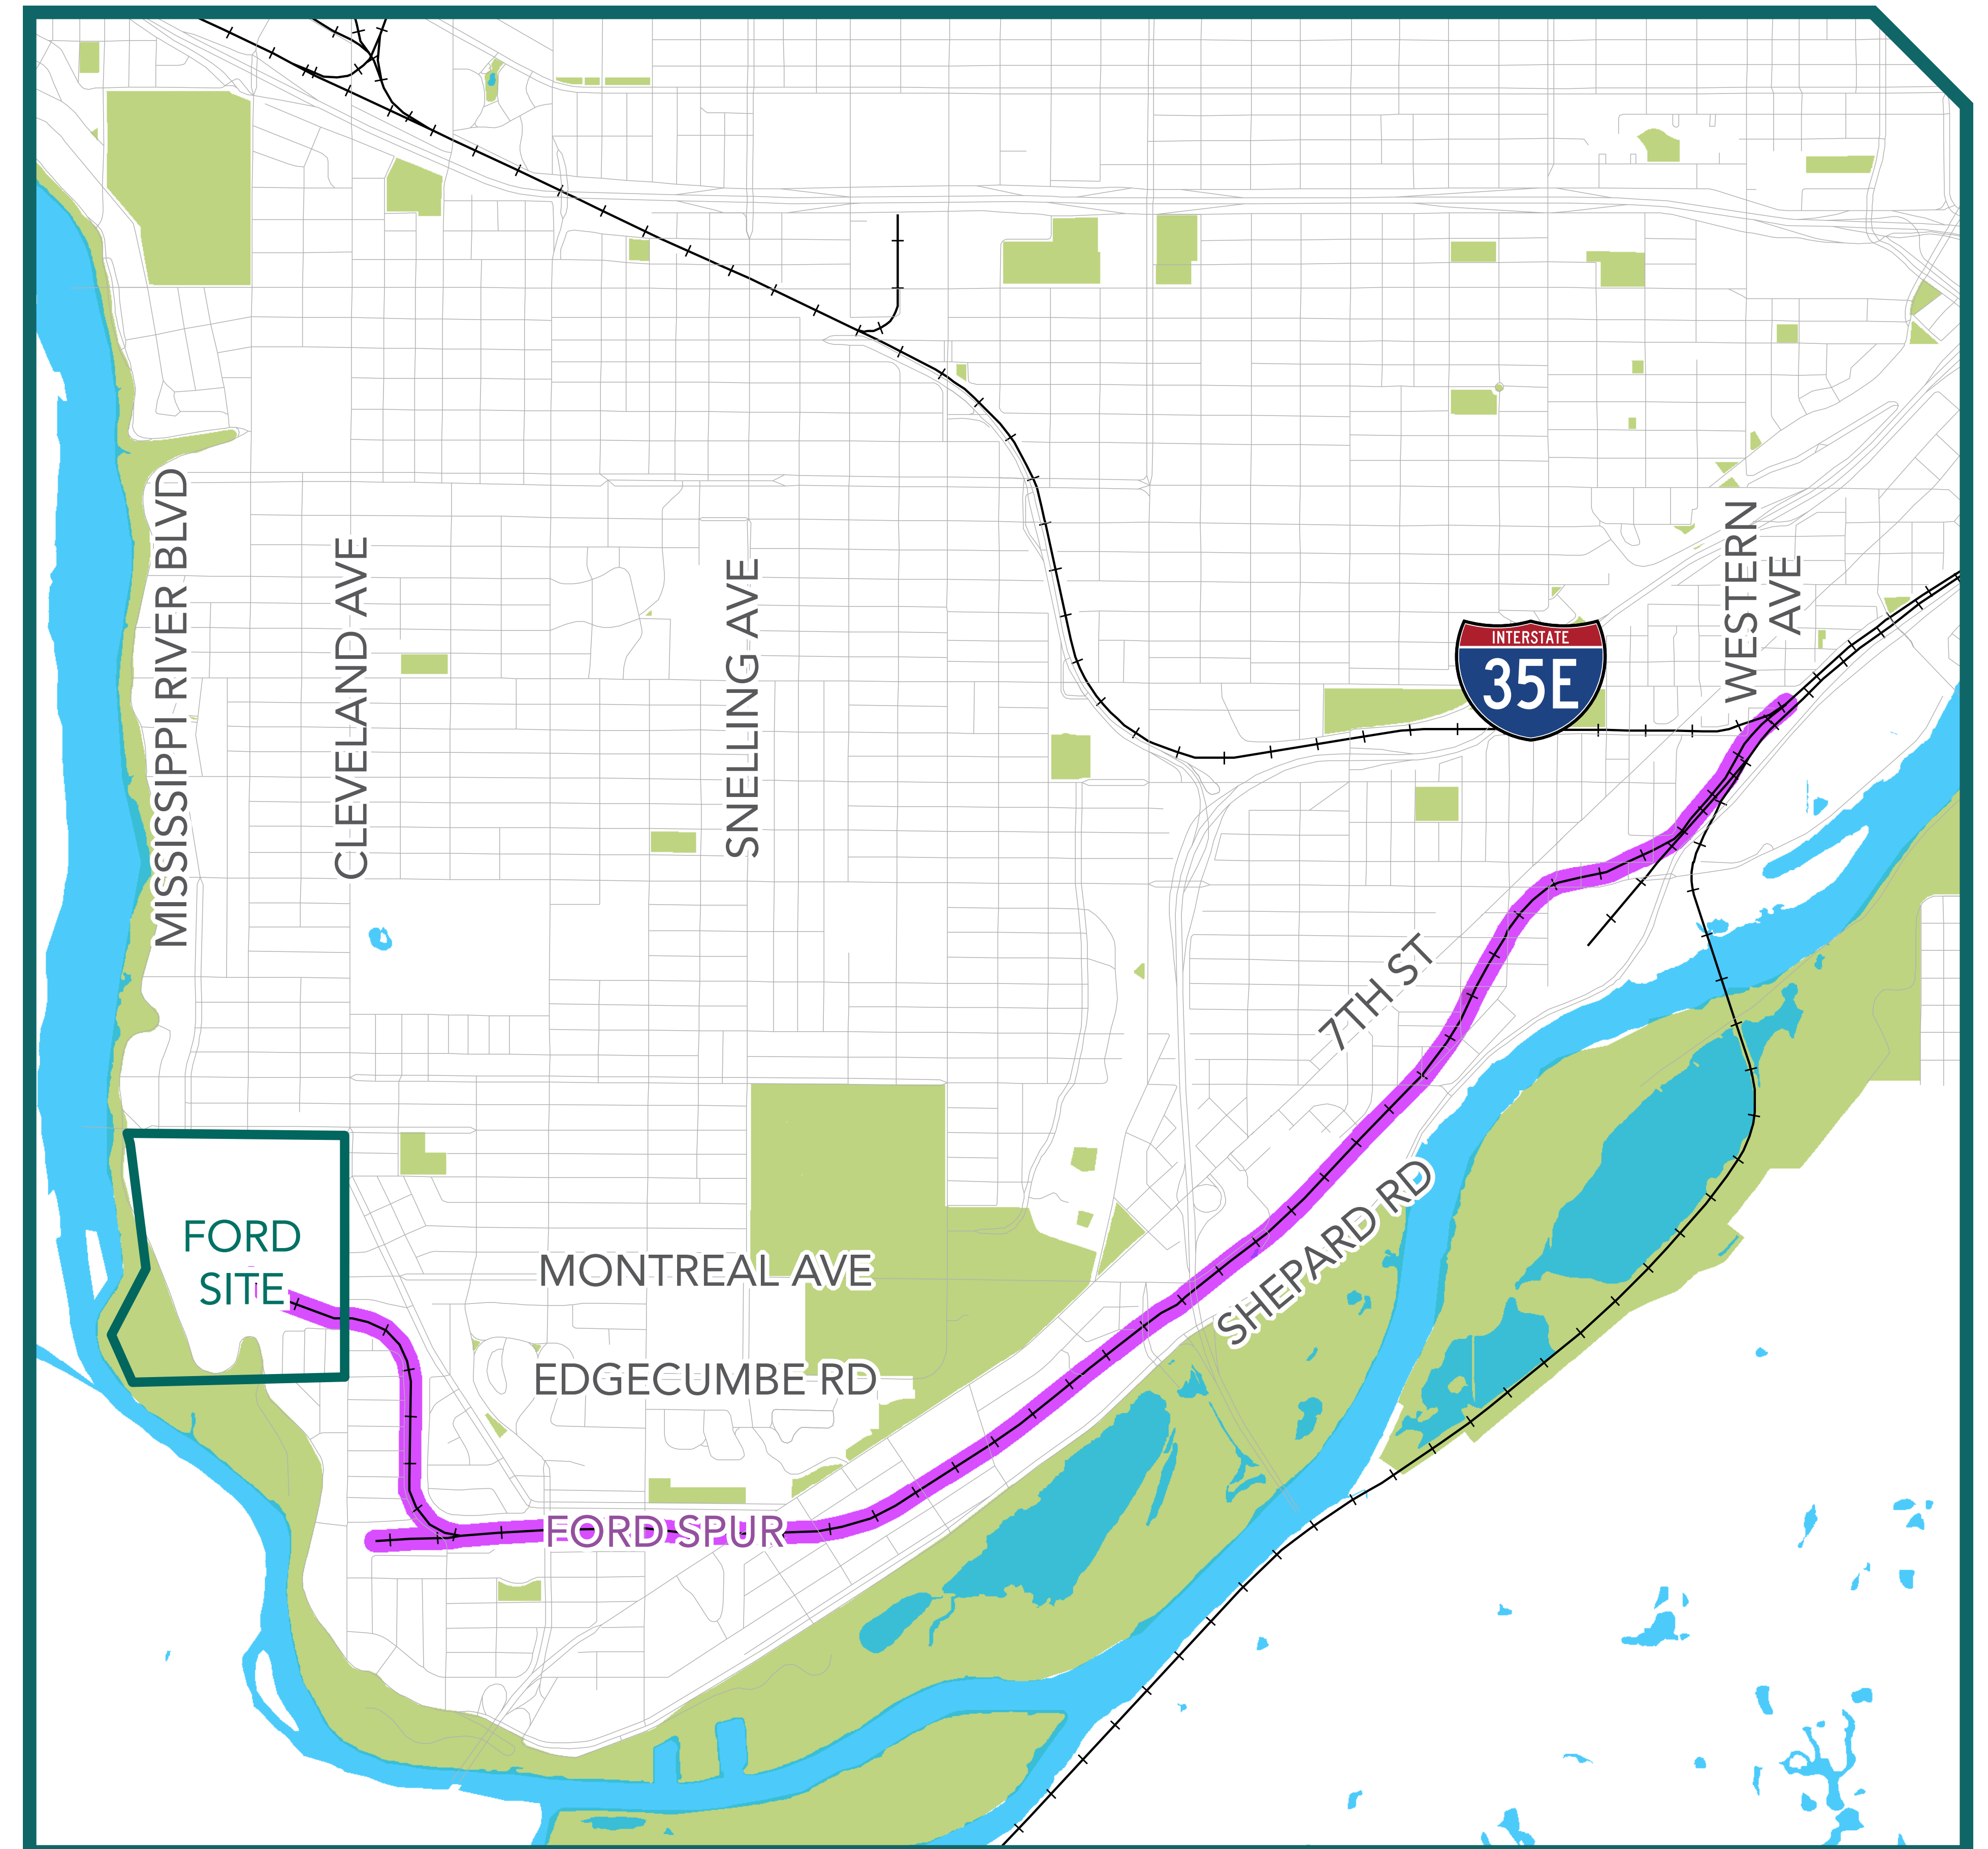 MISSISSIPPI RIVER BLVD
CLEVELAND AVE
SNELLING AVE
WESTERN
AVE
INTERSTATE
35E
7TH ST
SHEPARD RD
FORD
SITE
MONTREAL AVE
EDGECUMBE RD
FORD SPUR